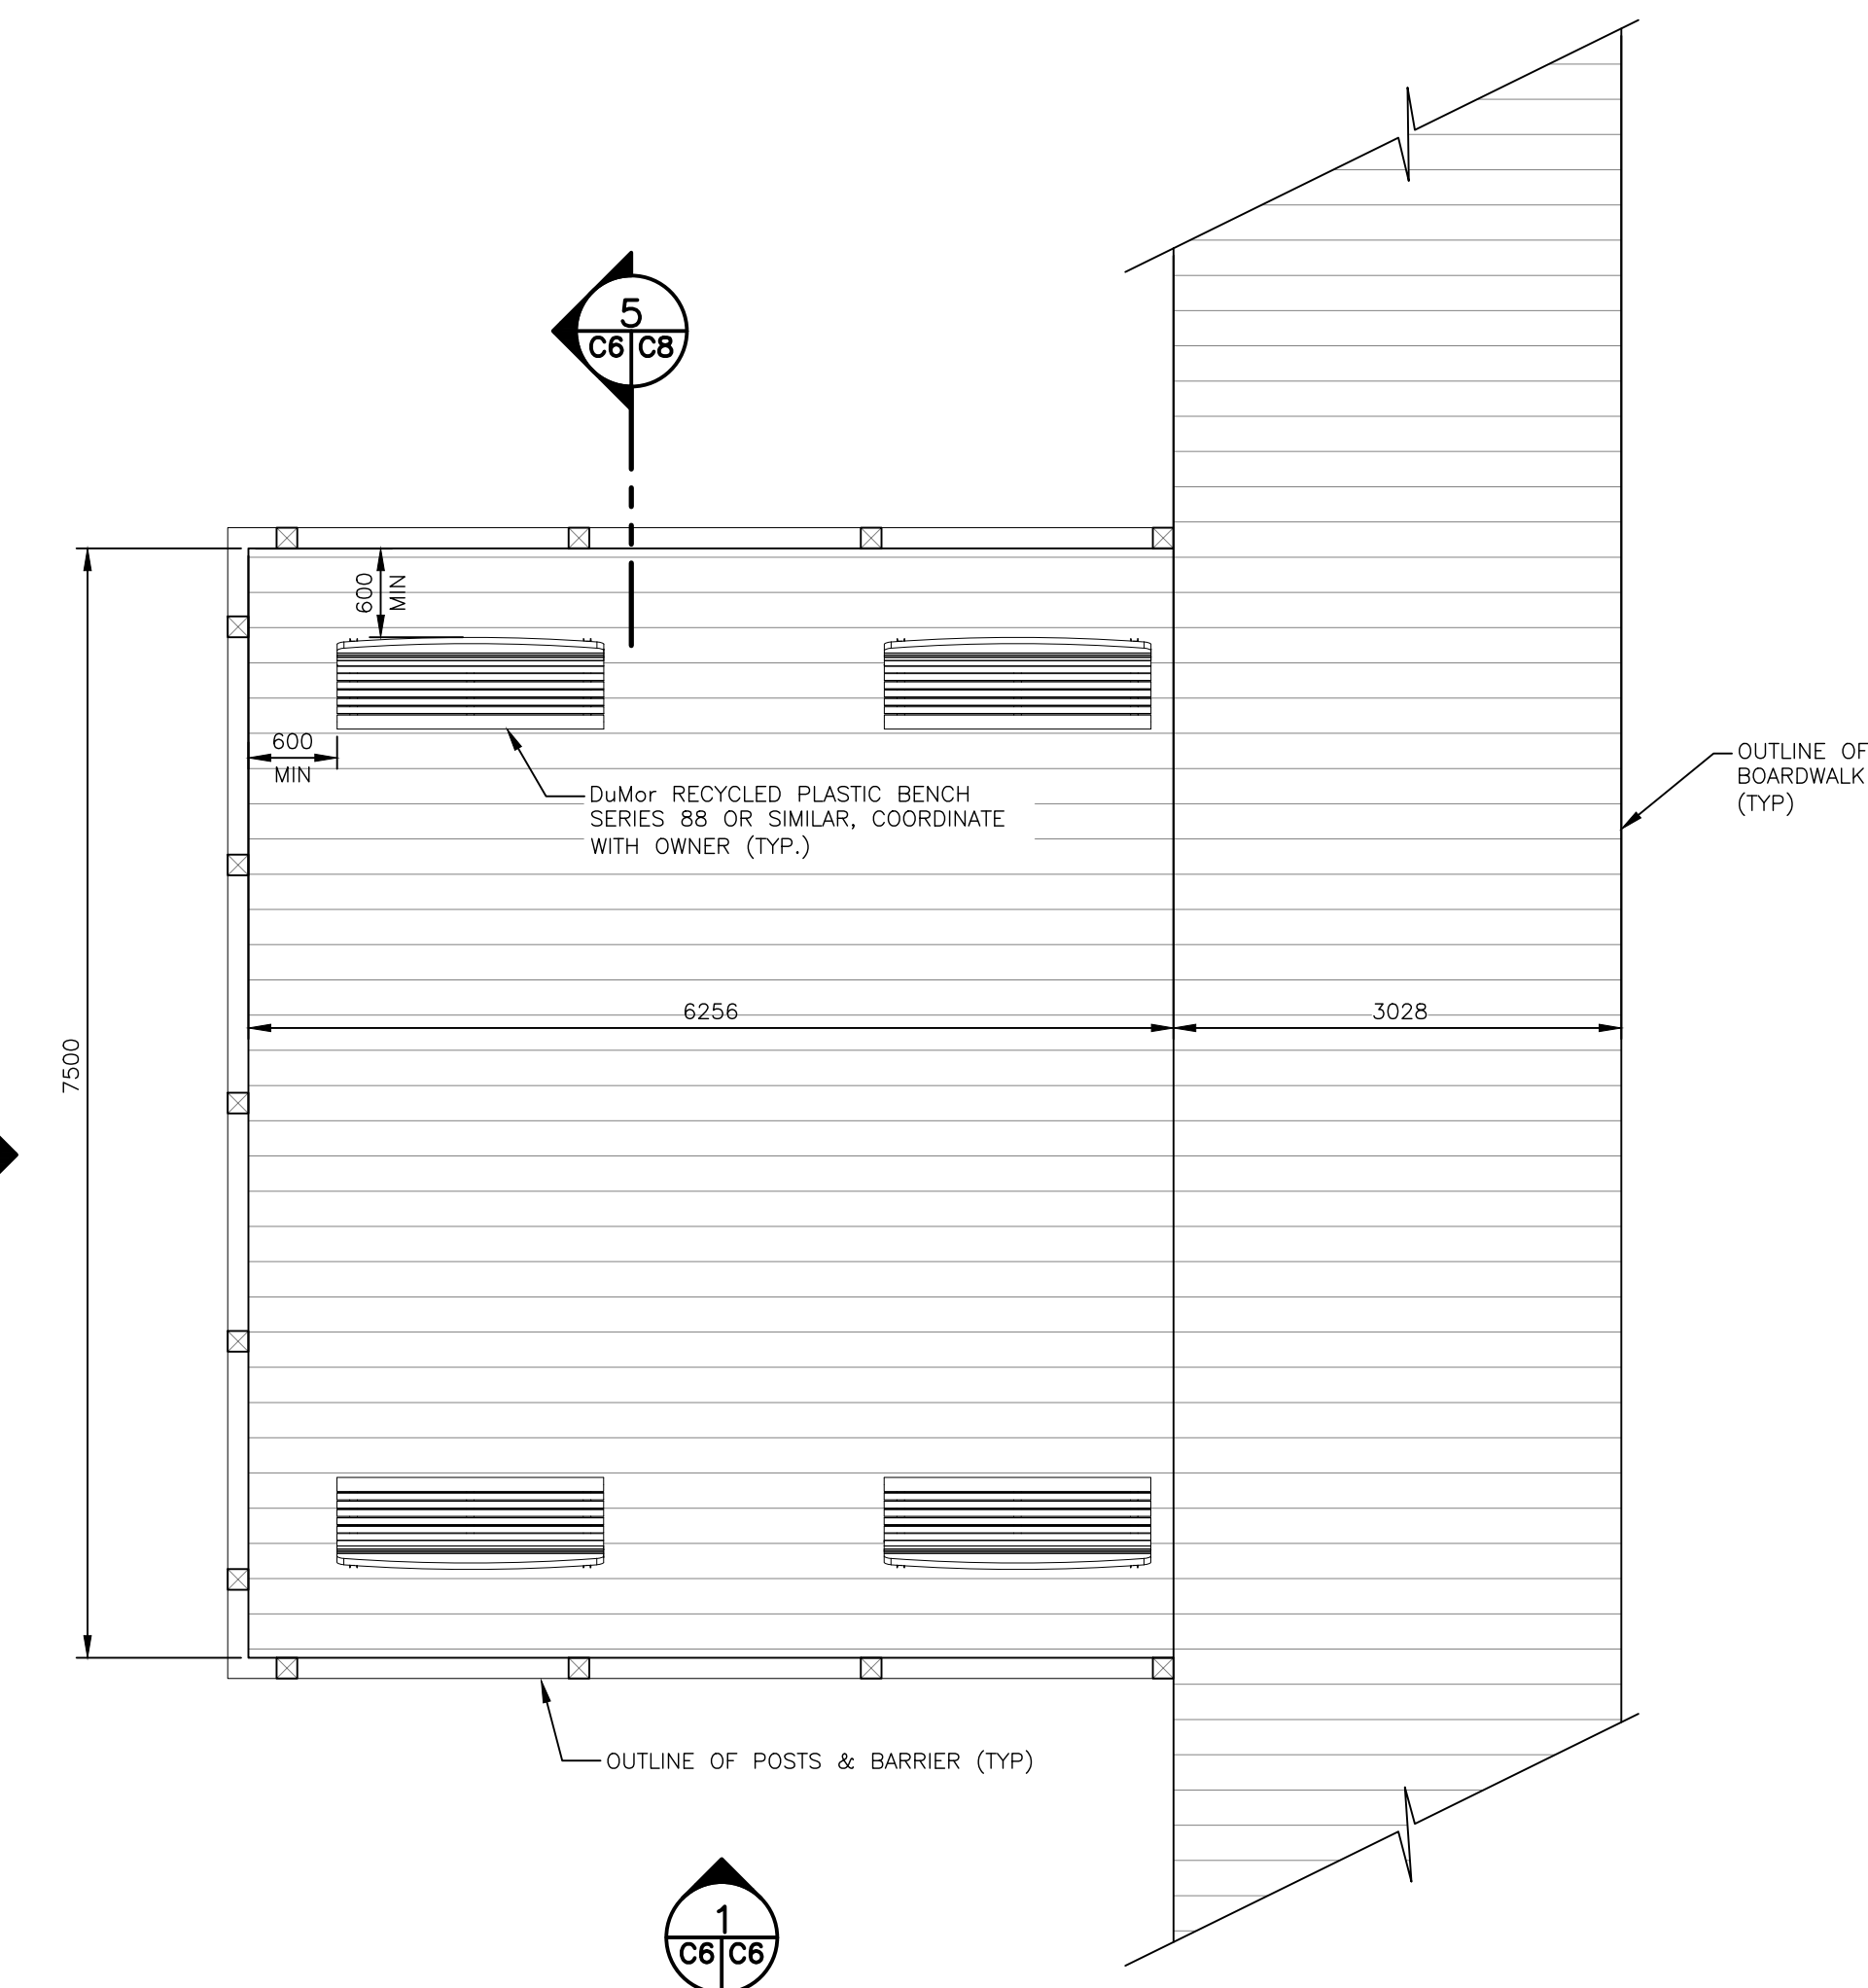 5
C6 C8
600
MIN
600
MIN
OUTLINE OF
BOARDWALK
(TYP)
DuMor RECYCLED PLASTIC BENCH
SERIES 88 OR SIMILAR, COORDINATE
WITH OWNER (TYP.)
6256
3028
7500
OUTLINE OF POSTS & BARRIER (TYP)
1
C6 C6